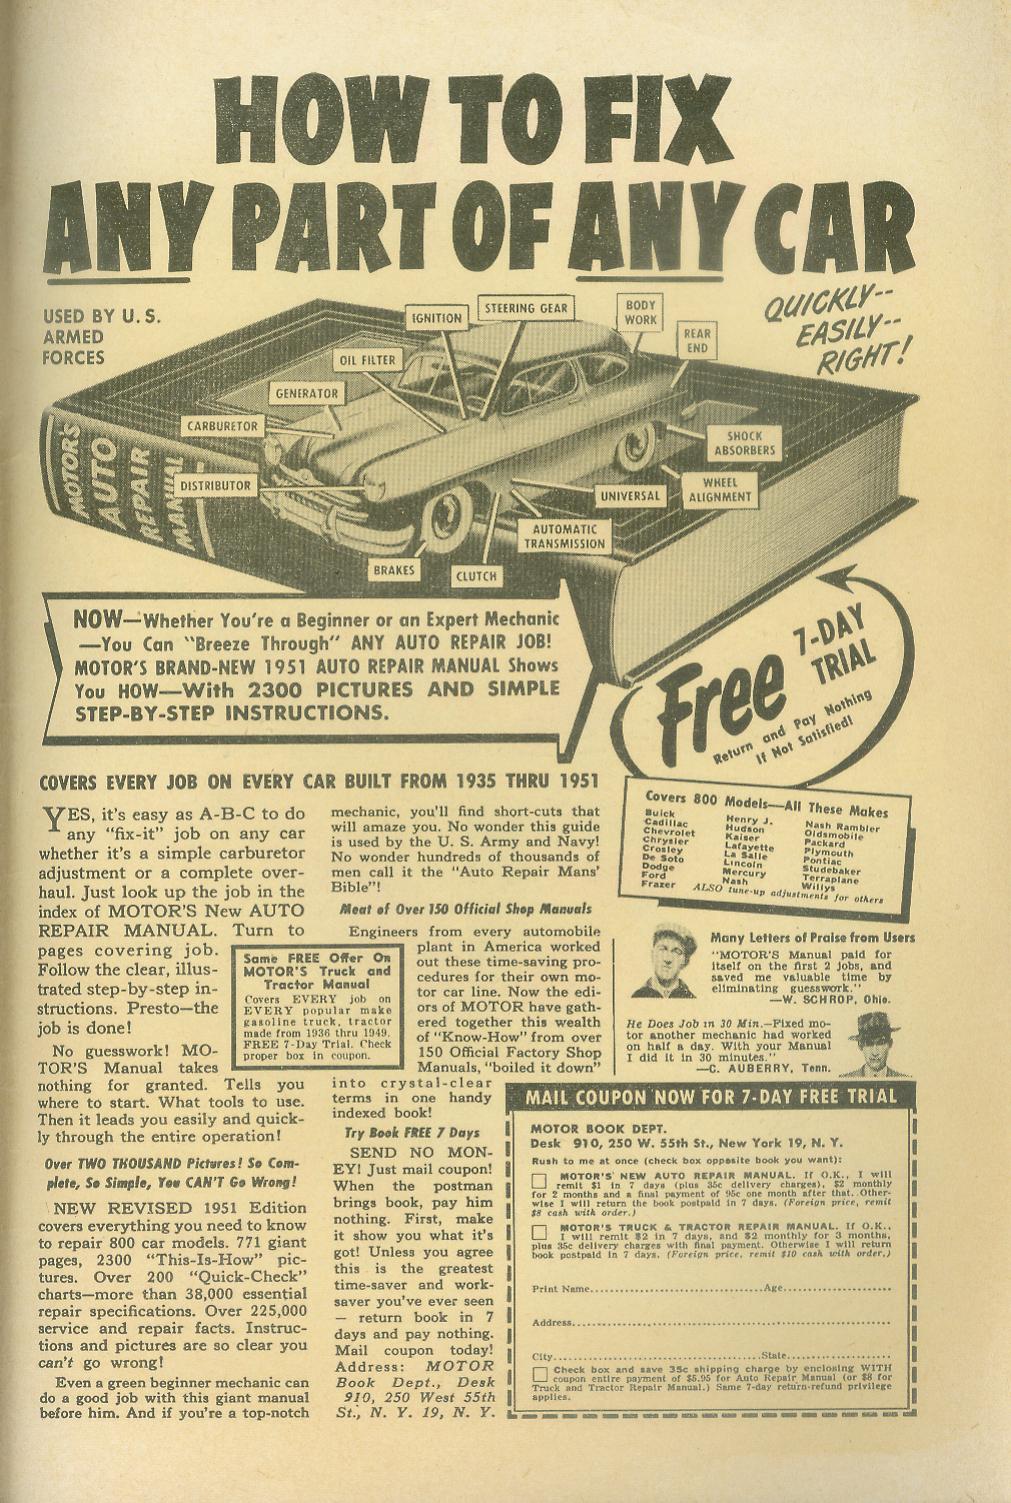 HOW TO FIX
ANY PART OF ANY CAR
QUICKLY--
EASILY--
RIGHT!
USED BY U. S.
ARMED
FORCES
IGNITION
STEERING GEAR
BODY
WORK
REAR
END
OIL FILTER
GENERATOR
CARBURETOR
DISTRIBUTOR
SHOCK
ABSORBERS
WHEEL
ALIGNMENT
UNIVERSAL
AUTOMATIC
TRANSMISSION
BRAKES
CLUTCH
MOTORS
AUTO
REPAIR
MANUAL
NOW—Whether You're a Beginner or an Expert Mechanic
—You Can "Breeze Through" ANY AUTO REPAIR JOB!
MOTOR'S BRAND-NEW 1951 AUTO REPAIR MANUAL Shows
You HOW—With 2300 PICTURES AND SIMPLE
STEP-BY-STEP INSTRUCTIONS.
Free 7-DAY
TRIAL
Return and Pay Nothing
If Not Satisfied!
COVERS EVERY JOB ON EVERY CAR BUILT FROM 1935 THRU 1951
YES, it's easy as A-B-C to do
any "fix-it" job on any car
whether it's a simple carburetor
adjustment or a complete over-
haul. Just look up the job in the
index of MOTOR'S New AUTO
REPAIR MANUAL. Turn to
pages covering job.
Follow the clear, illus-
trated step-by-step in-
structions. Presto—the
job is done!
No guesswork! MO-
TOR'S Manual takes
nothing for granted. Tells you
where to start. What tools to use.
Then it leads you easily and quick-
ly through the entire operation!
Over TWO THOUSAND Pictures! So Com-
plete, So Simple, You CAN'T Go Wrong!
NEW REVISED 1951 Edition
covers everything you need to know
to repair 800 car models. 771 giant
pages, 2300 "This-Is-How" pic-
tures. Over 200 "Quick-Check"
charts—more than 38,000 essential
repair specifications. Over 225,000
service and repair facts. Instruc-
tions and pictures are so clear you
can't go wrong!
Even a green beginner mechanic can
do a good job with this giant manual
before him. And if you're a top-notch
Same FREE Offer On
MOTOR'S Truck and
Tractor Manual
Covers EVERY job on
EVERY popular make
gasoline truck, tractor
made from 1936 thru 1949.
FREE 7-Day Trial. Check
proper box in coupon.
mechanic, you'll find short-cuts that
will amaze you. No wonder this guide
is used by the U. S. Army and Navy!
No wonder hundreds of thousands of
men call it the "Auto Repair Mans'
Bible"!
Meat of Over 150 Official Shop Manuals
Engineers from every automobile
plant in America worked
out these time-saving pro-
cedures for their own mo-
tor car line. Now the edi-
ors of MOTOR have gath-
ered together this wealth
of "Know-How" from over
150 Official Factory Shop
Manuals, "boiled it down"
into crystal-clear
terms in one handy
indexed book!
Try Book FREE 7 Days
SEND NO MON-
EY! Just mail coupon!
When the postman
brings book, pay him
nothing. First, make
it show you what it's
got! Unless you agree
this is the greatest
time-saver and work-
saver you've ever seen
— return book in 7
days and pay nothing.
Mail coupon today!
Address: MOTOR
Book Dept., Desk
910, 250 West 55th
St., N. Y. 19, N. Y.
Covers 800 Models—All These Makes
Buick
Cadillac
Chevrolet
Chrysler
Crosley
De Soto
Dodge
Ford
Frazer
Henry J.
Hudson
Kaiser
Lafayette
La Salle
Lincoln
Mercury
Nash
Nash Rambler
Oldsmobile
Packard
Plymouth
Pontiac
Studebaker
Terraplane
Willys
ALSO tune-up adjustments for others
Many Letters of Praise from Users
"MOTOR'S Manual paid for
itself on the first 2 jobs, and
saved me valuable time by
eliminating guesswork."
—W. SCHROP, Ohio.
He Does Job in 30 Min.—Fixed mo-
tor another mechanic had worked
on half a day. With your Manual
I did it in 30 minutes."
—C. AUBERRY, Tenn.
MAIL COUPON NOW FOR 7-DAY FREE TRIAL
MOTOR BOOK DEPT.
Desk 910, 250 W. 55th St., New York 19, N. Y.
Rush to me at once (check box opposite book you want):
MOTOR'S' NEW AUTO REPAIR MANUAL. If O.K., I will
remit $1 in 7 days (plus 35c delivery charges), $2 monthly
for 2 months and a final payment of 95c one month after that. Other-
wise I will return the book postpaid in 7 days. (Foreign price, remit
$8 cash with order.)
MOTOR'S TRUCK & TRACTOR REPAIR MANUAL. If O.K.,
I will remit $2 in 7 days, and $2 monthly for 3 months,
plus 35c delivery charges with final payment. Otherwise I will return
book postpaid in 7 days. (Foreign price, remit $10 cash with order.)
Print Name........................................Age........................
Address............................................................
City........................................State........................
Check box and save 35c shipping charge by enclosing WITH
coupon entire payment of $5.95 for Auto Repair Manual (or $8 for
Truck and Tractor Repair Manual.) Same 7-day return-refund privilege
applies.